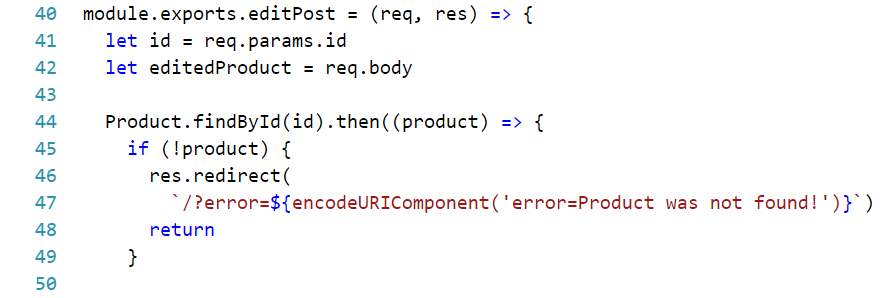 40 module.exports.editPost = (req, res) => {
41   let id = req.params.id
42   let editedProduct = req.body
43
44   Product.findById(id).then((product) => {
45     if (!product) {
46       res.redirect(
47         `/?error=${encodeURIComponent('error=Product was not found!')}`)
48       return
49     }
50